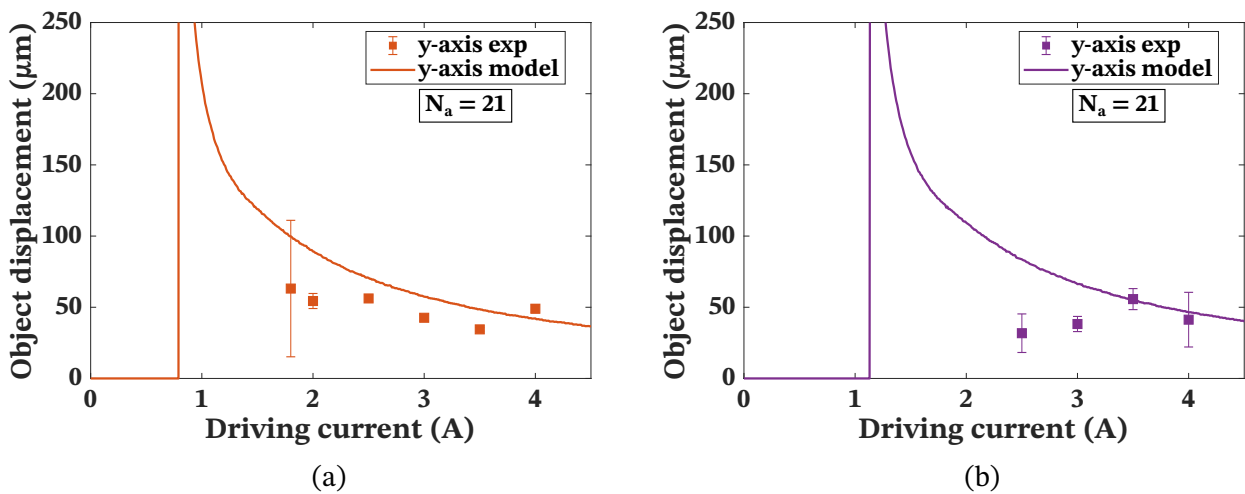 250
200
150
100
50
0
Object displacement (μm)
y-axis exp
y-axis model
Nₐ = 21
0 1 2 3 4
Driving current (A)
(a)
250
200
150
100
50
0
Object displacement (μm)
y-axis exp
y-axis model
Nₐ = 21
0 1 2 3 4
Driving current (A)
(b)